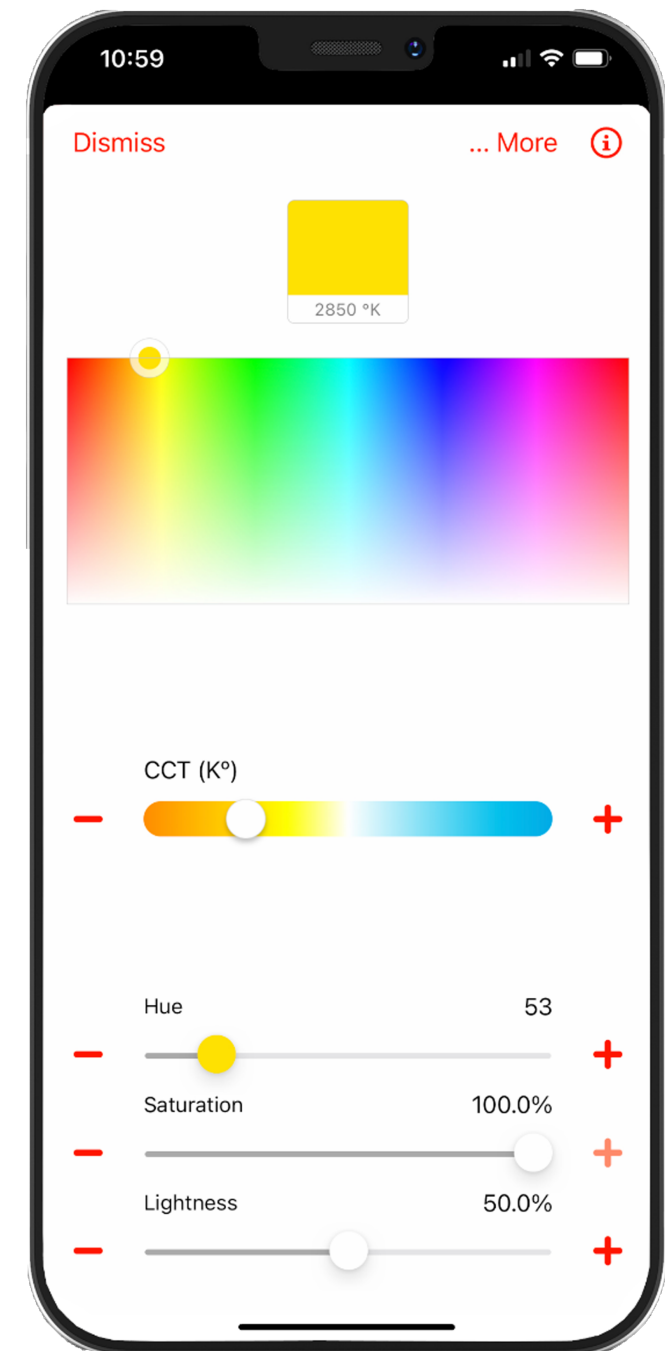 10:59
Dismiss ... More
2850 °K
CCT (Kº)
Hue 53
Saturation 100.0%
Lightness 50.0%